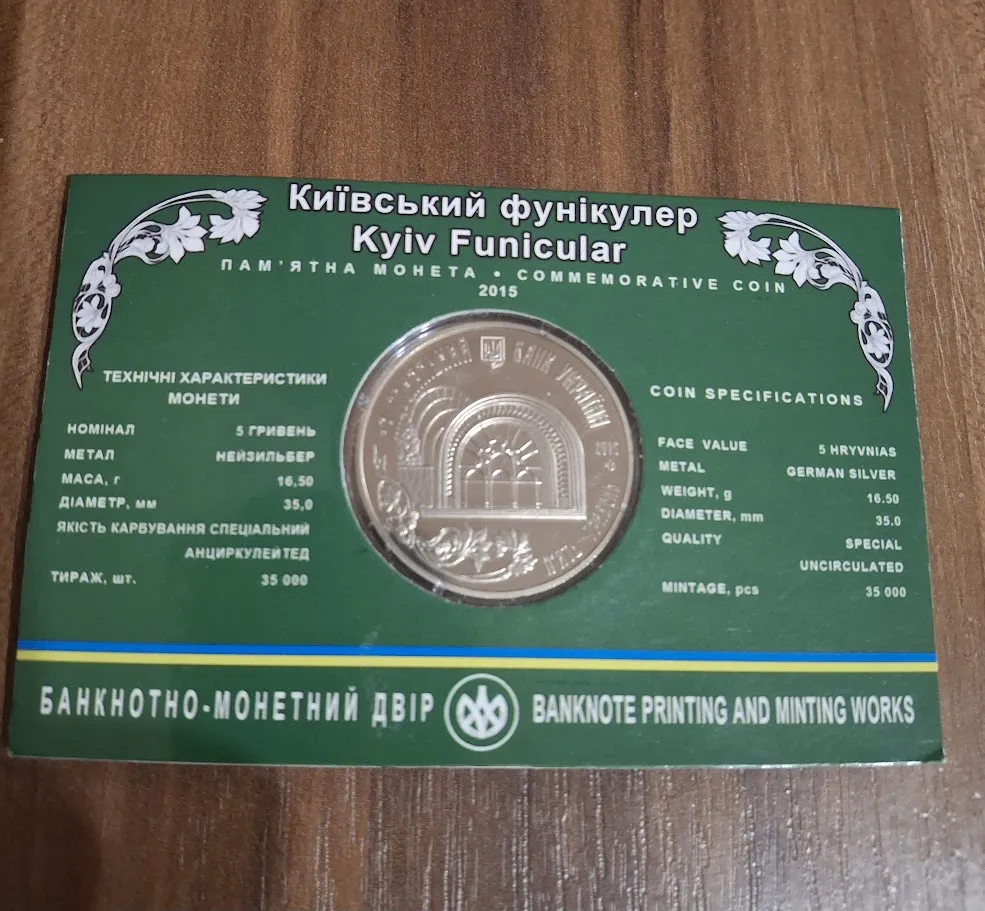 Київський фунікулер
Kyiv Funicular
ПАМ'ЯТНА МОНЕТА • COMMEMORATIVE COIN
2015
ТЕХНІЧНІ ХАРАКТЕРИСТИКИ
МОНЕТИ
НОМІНАЛ 5 ГРИВЕНЬ
МЕТАЛ НЕЙЗИЛЬБЕР
МАСА, г 16,50
ДІАМЕТР, мм 35,0
ЯКІСТЬ КАРБУВАННЯ СПЕЦІАЛЬНИЙ
АНЦИРКУЛЕЙТЕД
ТИРАЖ, шт. 35 000
БАНК УКРАЇНИ
2015
COIN SPECIFICATIONS
FACE VALUE 5 HRYVNIAS
METAL GERMAN SILVER
WEIGHT, g 16.50
DIAMETER, mm 35.0
QUALITY SPECIAL
UNCIRCULATED
MINTAGE, pcs 35 000
БАНКНОТНО-МОНЕТНИЙ ДВІР BANKNOTE PRINTING AND MINTING WORKS